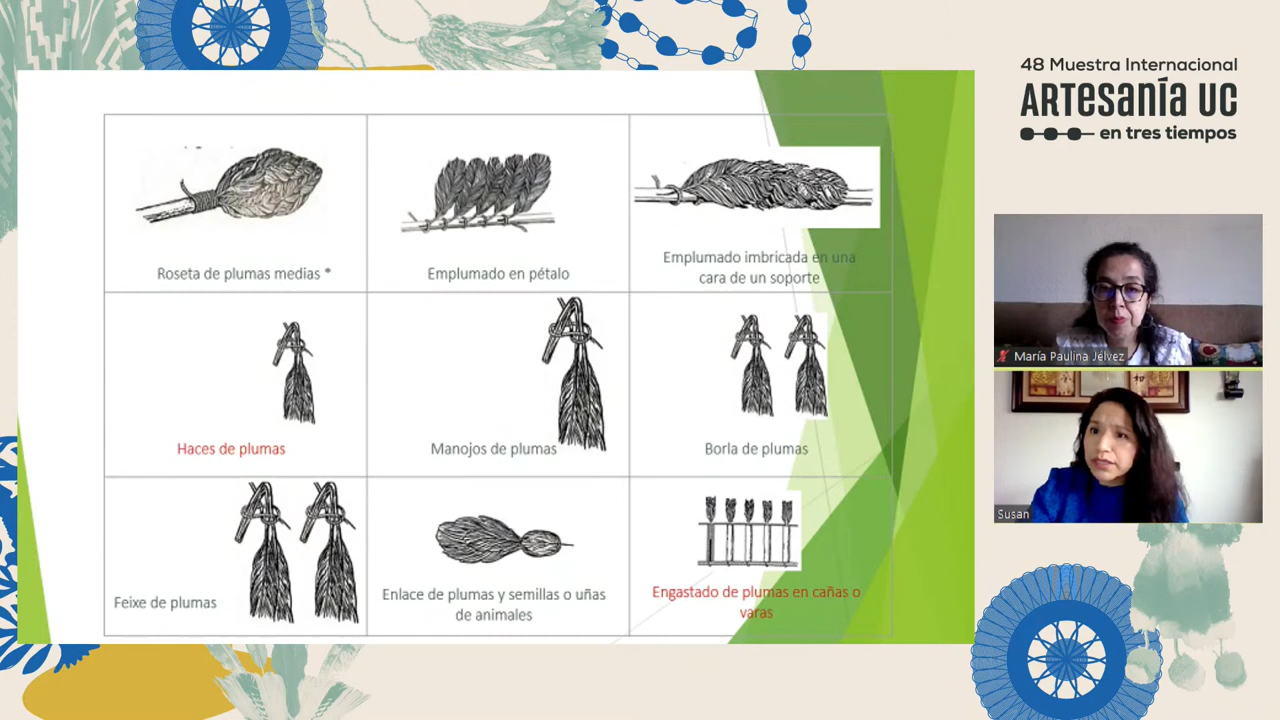 48 Muestra Internacional
ARTesanía UC
en tres tiempos
Roseta de plumas medias *
Emplumado en pétalo
Emplumado imbricada en una
cara de un soporte
Haces de plumas
Manojos de plumas
Borla de plumas
Feixe de plumas
Enlace de plumas y semillas o uñas
de animales
Engastado de plumas en cañas o
varas
María Paulina Jélvez
Susan